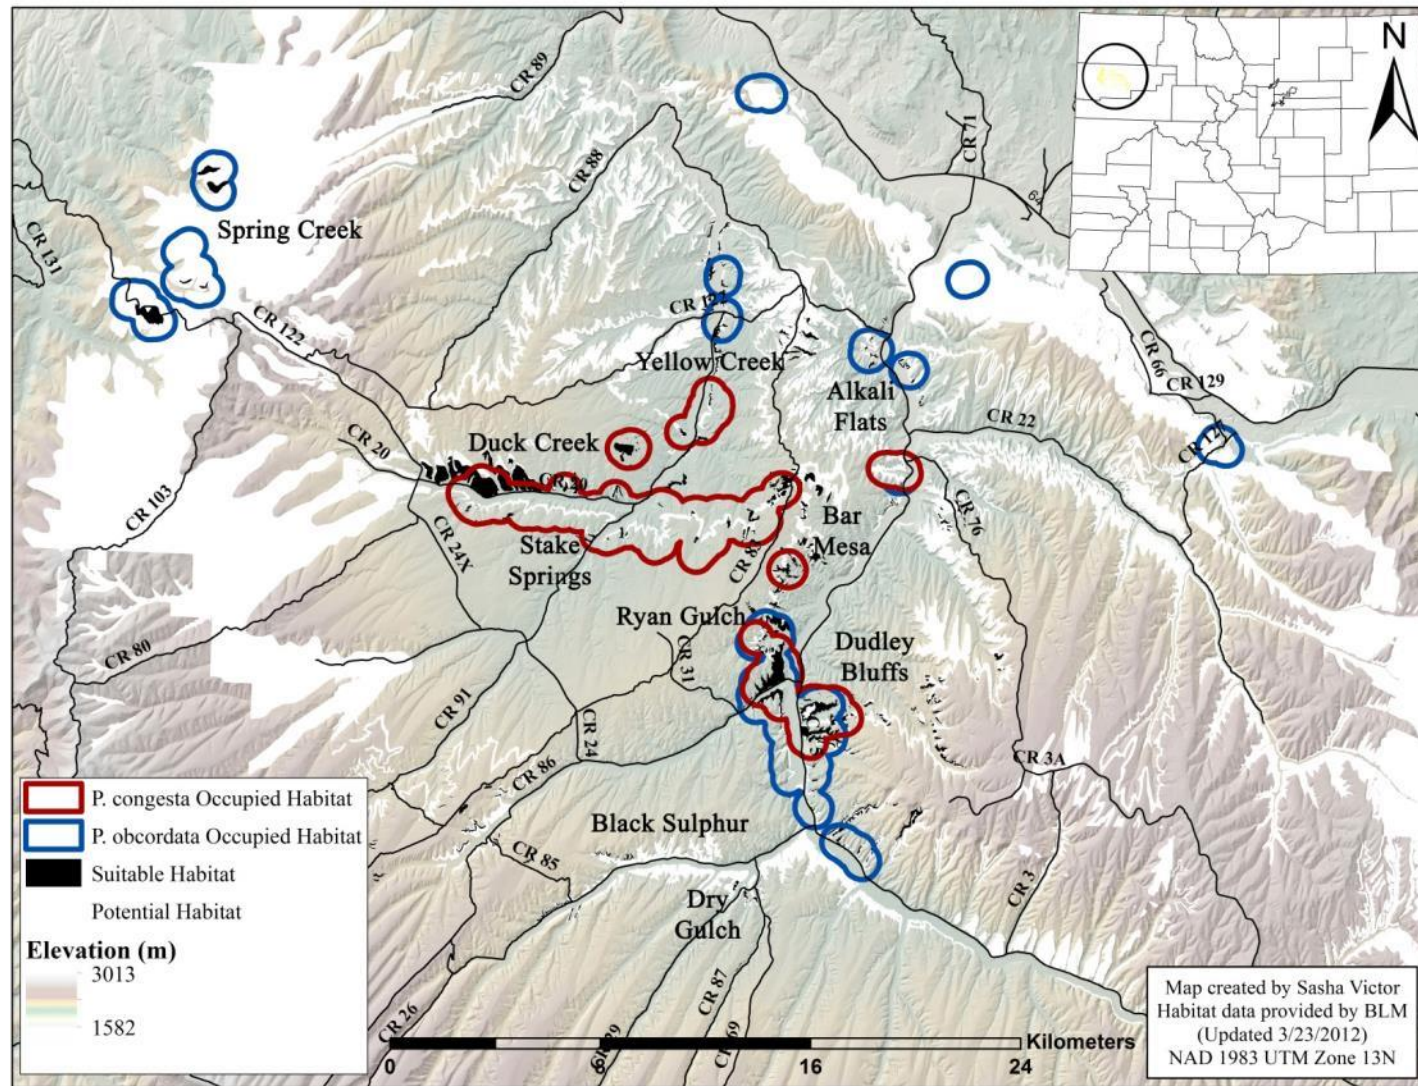 N
CR 89
CR 71
64
CR 88
CR 131
Spring Creek
CR 122
CR 122
Yellow Creek
Alkali
Flats
CR 66
CR 129
CR 22
Duck Creek
CR 20
CR 20
CR 103
CR 24X
Stake
Springs
Bar
Mesa
CR 76
Ryan Gulch
CR 31
Dudley
Bluffs
CR 80
CR 91
CR 24
CR 86
CR 3A
Black Sulphur
CR 85
CR 3
Dry
Gulch
CR 87
CR 26
P. congesta Occupied Habitat
P. obcordata Occupied Habitat
Suitable Habitat
Potential Habitat
Elevation (m)
3013
1582
0 8 16 24 Kilometers
Map created by Sasha Victor
Habitat data provided by BLM
(Updated 3/23/2012)
NAD 1983 UTM Zone 13N